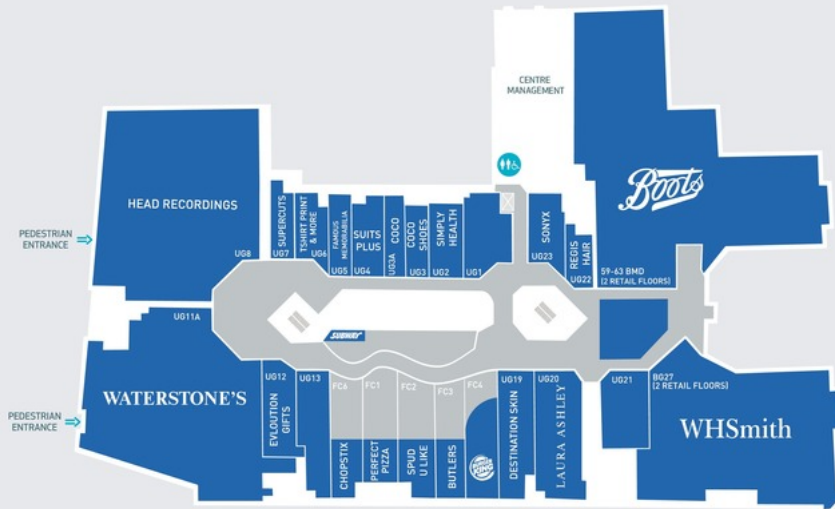 CENTRE
MANAGEMENT
Boots
59-63 BMD
(2 RETAIL FLOORS)
HEAD RECORDINGS
UG8
PEDESTRIAN
ENTRANCE
SUPERCUTS
UG7
TSHIRT PRINT
& MORE
UG6
FAMOUS
MEMORABILIA
UG5
SUITS
PLUS
UG4
COCO
UG3A
COCO
SHOES
UG3
SIMPLY
HEALTH
UG2
UG1
SONYX
UG23
REGIS
HAIR
UG22
SUBWAY
UG11A
WATERSTONE'S
PEDESTRIAN
ENTRANCE
UG12
EVLOUTION
GIFTS
UG13
FC6
CHOPSTIX
FC1
PERFECT
PIZZA
FC2
SPUD
U LIKE
FC3
BUTLERS
FC4
BURGER
KING
UG19
DESTINATION SKIN
UG20
LAURA ASHLEY
UG21
BG27
(2 RETAIL FLOORS)
WHSmith